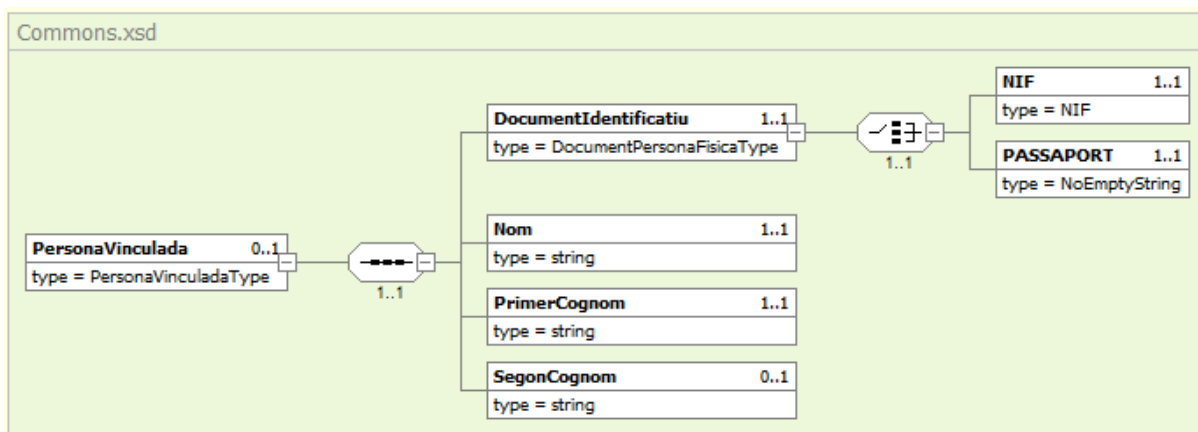 Commons.xsd
NIF 1..1
type = NIF
DocumentIdentificatiu 1..1
type = DocumentPersonaFisicaType
1..1
PASSAPORT 1..1
type = NoEmptyString
Nom 1..1
type = string
PersonaVinculada 0..1
type = PersonaVinculadaType
1..1
PrimerCognom 1..1
type = string
SegonCognom 0..1
type = string